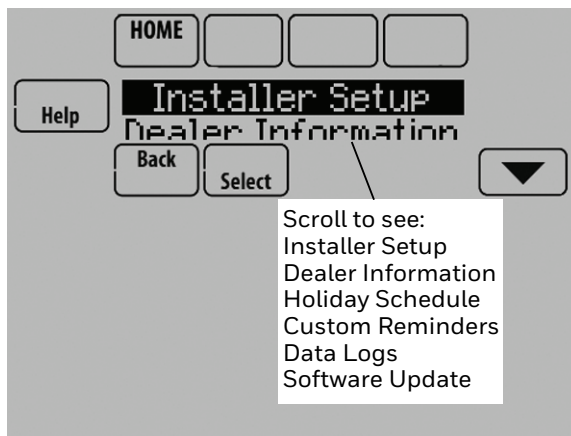 HOME
Help
Installer Setup
Dealer Information
Back
Select
Scroll to see:
Installer Setup
Dealer Information
Holiday Schedule
Custom Reminders
Data Logs
Software Update